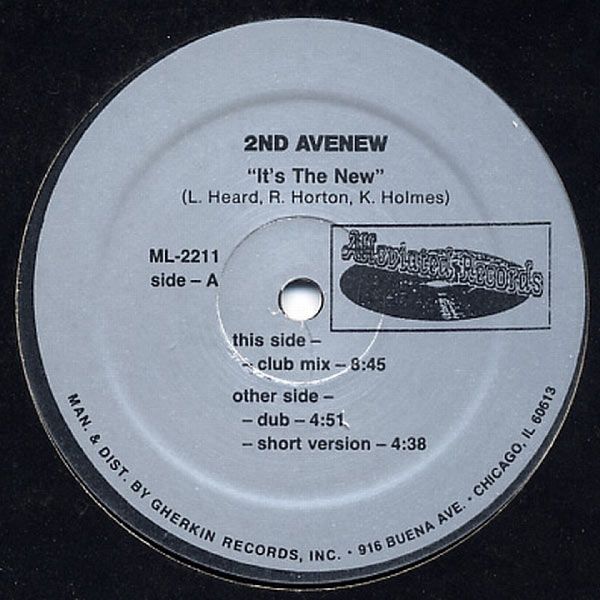 2ND AVENEW
"It's The New"
(L. Heard, R. Horton, K. Holmes)
ML-2211
side – A
Alleviated Records
this side –
– club mix – 8:45
other side –
– dub – 4:51
– short version – 4:38
MAN. & DIST. BY GHERKIN RECORDS, INC. · 916 BUENA AVE. · CHICAGO, IL 60613